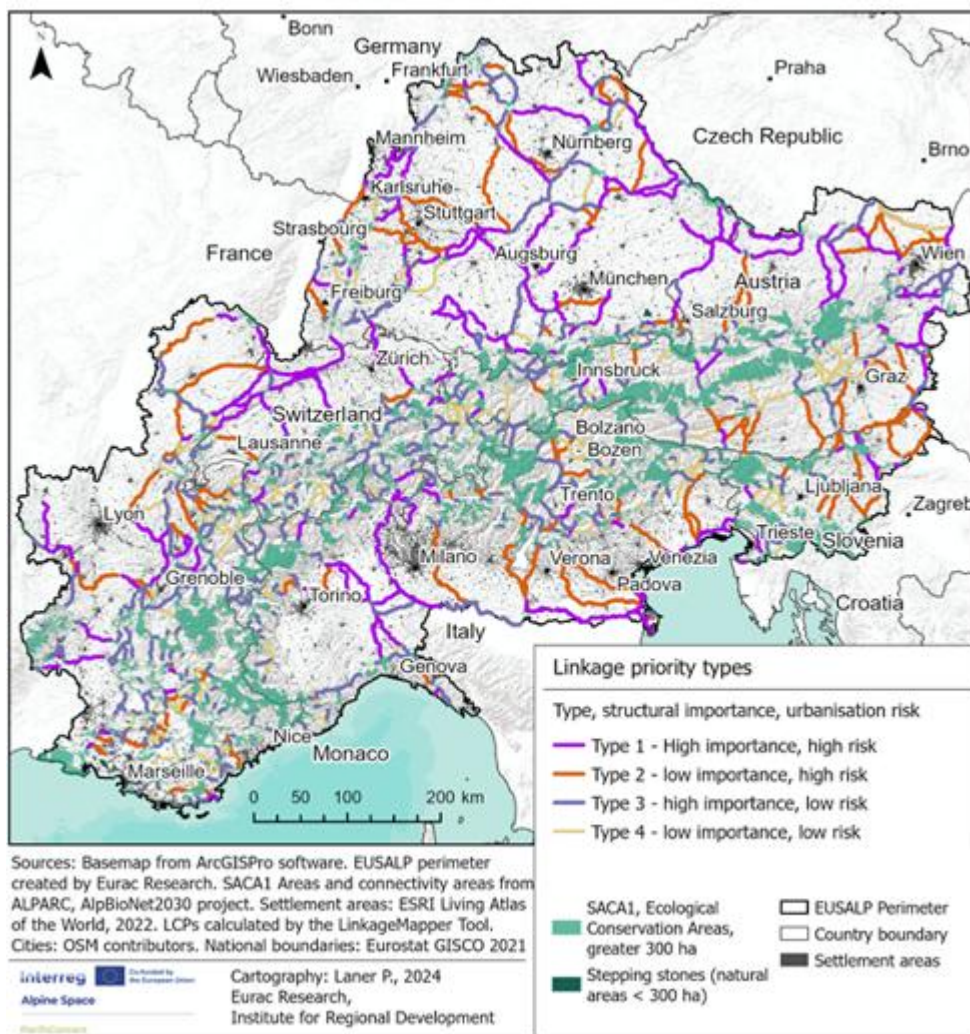 Bonn
Germany
Wiesbaden
Frankfurt
Praha
Mannheim
Nürnberg
Czech Republic
Brno
Karlsruhe
Stuttgart
Strasbourg
France
Augsburg
Wien
München
Austria
Freiburg
Salzburg
Zürich
Innsbruck
Graz
Switzerland
Lausanne
Bolzano
- Bozen
Trento
Ljubljana
Zagreb
Lyon
Trieste
Slovenia
Milano
Verona
Venezia
Grenoble
Padova
Torino
Croatia
Italy
Genova
Nice
Monaco
Marseille
0 50 100 200 km
Linkage priority types
Type, structural importance, urbanisation risk
Type 1 - High importance, high risk
Type 2 - low importance, high risk
Type 3 - high importance, low risk
Type 4 - low importance, low risk
SACA1, Ecological
Conservation Areas,
greater 300 ha
Stepping stones (natural
areas < 300 ha)
EUSALP Perimeter
Country boundary
Settlement areas
Sources: Basemap from ArcGISPro software. EUSALP perimeter
created by Eurac Research. SACA1 Areas and connectivity areas from
ALPARC, AlpBioNet2030 project. Settlement areas: ESRI Living Atlas
of the World, 2022. LCPs calculated by the LinkageMapper Tool.
Cities: OSM contributors. National boundaries: Eurostat GISCO 2021
Interreg
Co-funded by
the European Union
Alpine Space
Cartography: Laner P., 2024
Eurac Research,
Institute for Regional Development